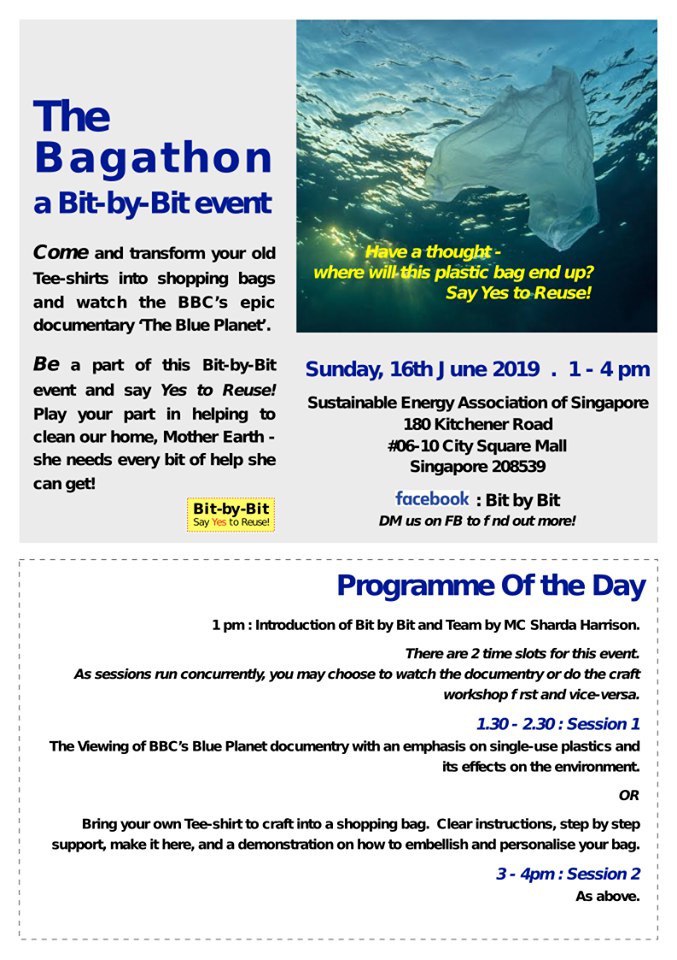 The
Bagathon
a Bit-by-Bit event
Come and transform your old
Tee-shirts into shopping bags
and watch the BBC's epic
documentary 'The Blue Planet'.
Be a part of this Bit-by-Bit
event and say Yes to Reuse!
Play your part in helping to
clean our home, Mother Earth -
she needs every bit of help she
can get!
Bit-by-Bit
Say Yes to Reuse!
Have a thought -
where will this plastic bag end up?
Say Yes to Reuse!
Sunday, 16th June 2019 . 1 - 4 pm
Sustainable Energy Association of Singapore
180 Kitchener Road
#06-10 City Square Mall
Singapore 208539
facebook : Bit by Bit
DM us on FB to f nd out more!
Programme Of the Day
1 pm : Introduction of Bit by Bit and Team by MC Sharda Harrison.
There are 2 time slots for this event.
As sessions run concurrently, you may choose to watch the documentry or do the craft
workshop f rst and vice-versa.
1.30 - 2.30 : Session 1
The Viewing of BBC's Blue Planet documentry with an emphasis on single-use plastics and
its effects on the environment.
OR
Bring your own Tee-shirt to craft into a shopping bag. Clear instructions, step by step
support, make it here, and a demonstration on how to embellish and personalise your bag.
3 - 4pm : Session 2
As above.